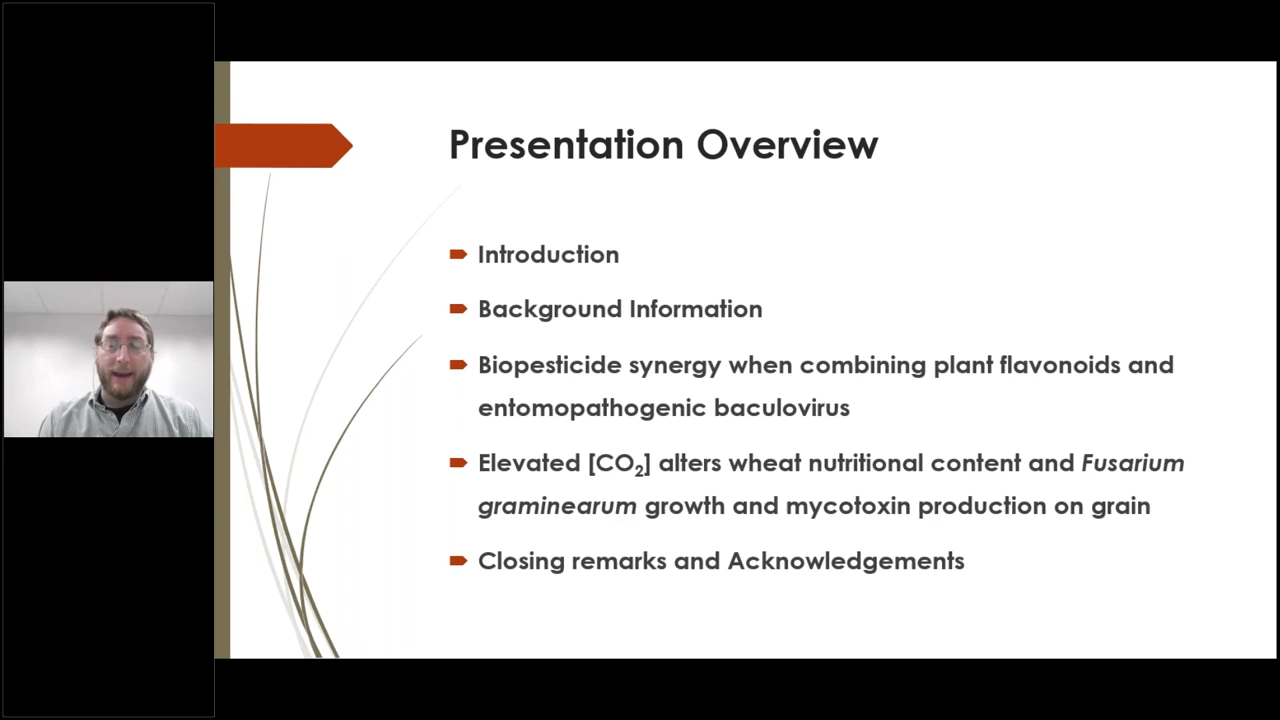 Presentation Overview
Introduction
Background Information
Biopesticide synergy when combining plant flavonoids and
entomopathogenic baculovirus
Elevated [CO₂] alters wheat nutritional content and Fusarium
graminearum growth and mycotoxin production on grain
Closing remarks and Acknowledgements